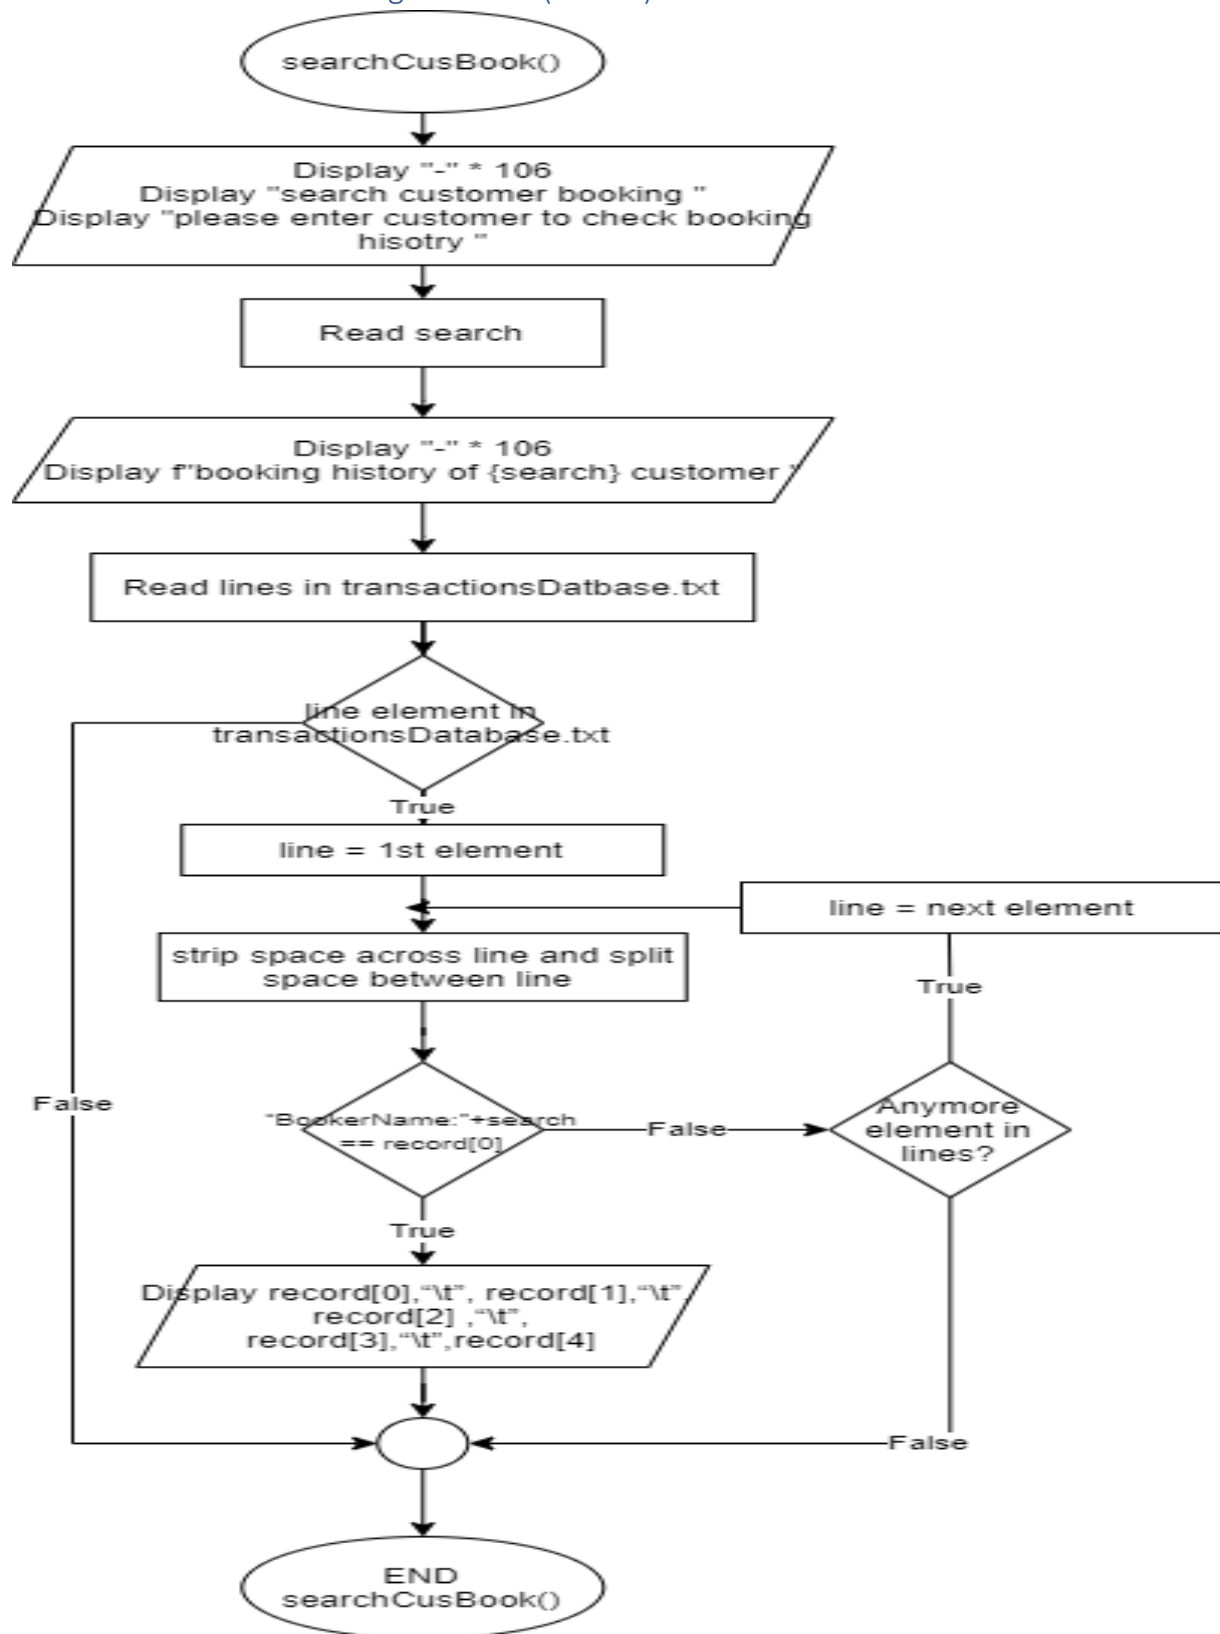 searchCusBook()
Display "-" * 106
Display "search customer booking "
Display "please enter customer to check booking
hisotry "
Read search
Display "-" * 106
Display f"booking history of {search} customer "
Read lines in transactionsDatbase.txt
line element in
transactionsDatabase.txt
True
line = 1st element
line = next element
strip space across line and split
space between line
True
False
"BookerName:"+search
== record[0]
False
Anymore
element in
lines?
True
Display record[0],“\t”, record[1],“\t”,
record[2] ,“\t”,
record[3],“\t”,record[4]
False
END
searchCusBook()